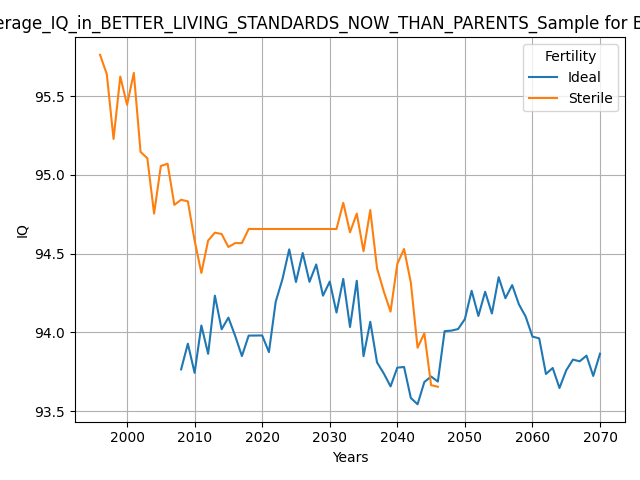 erage_IQ_in_BETTER_LIVING_STANDARDS_NOW_THAN_PARENTS_Sample for
Fertility
Ideal
Sterile
95.5
95.0
94.5
94.0
93.5
IQ
2000 2010 2020 2030 2040 2050 2060 2070
Years